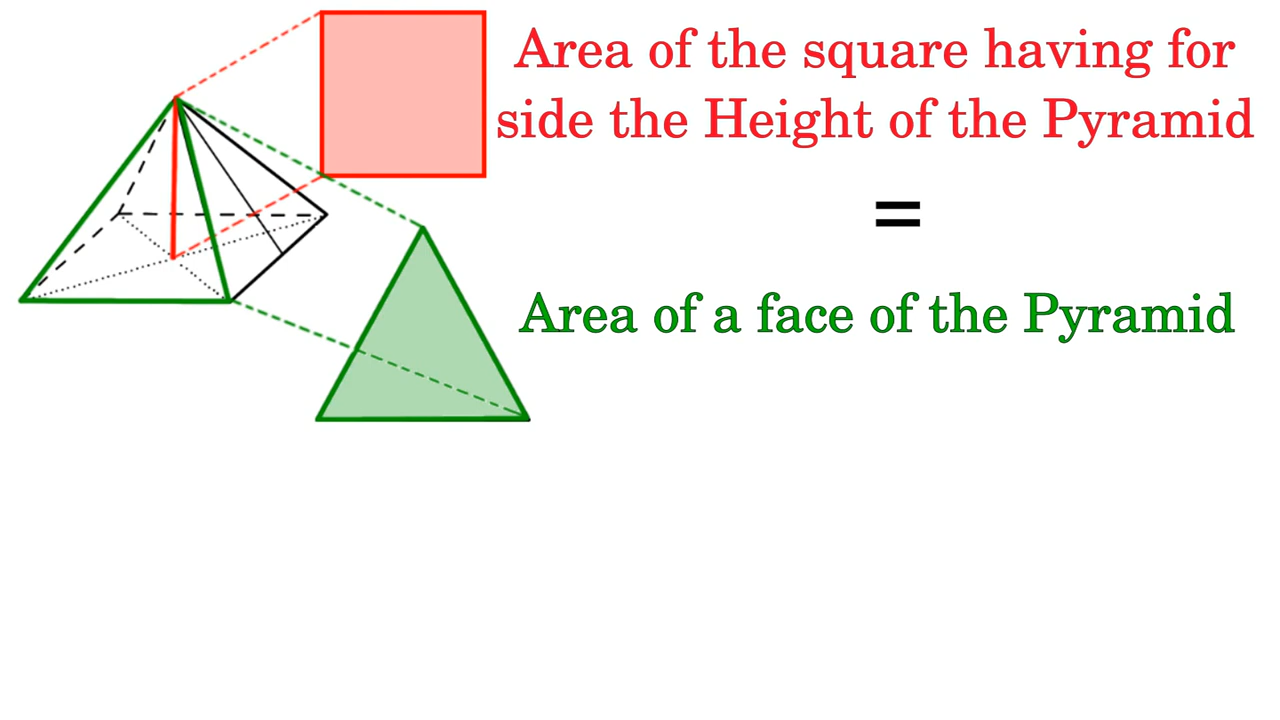 Area of the square having for
side the Height of the Pyramid
=
Area of a face of the Pyramid